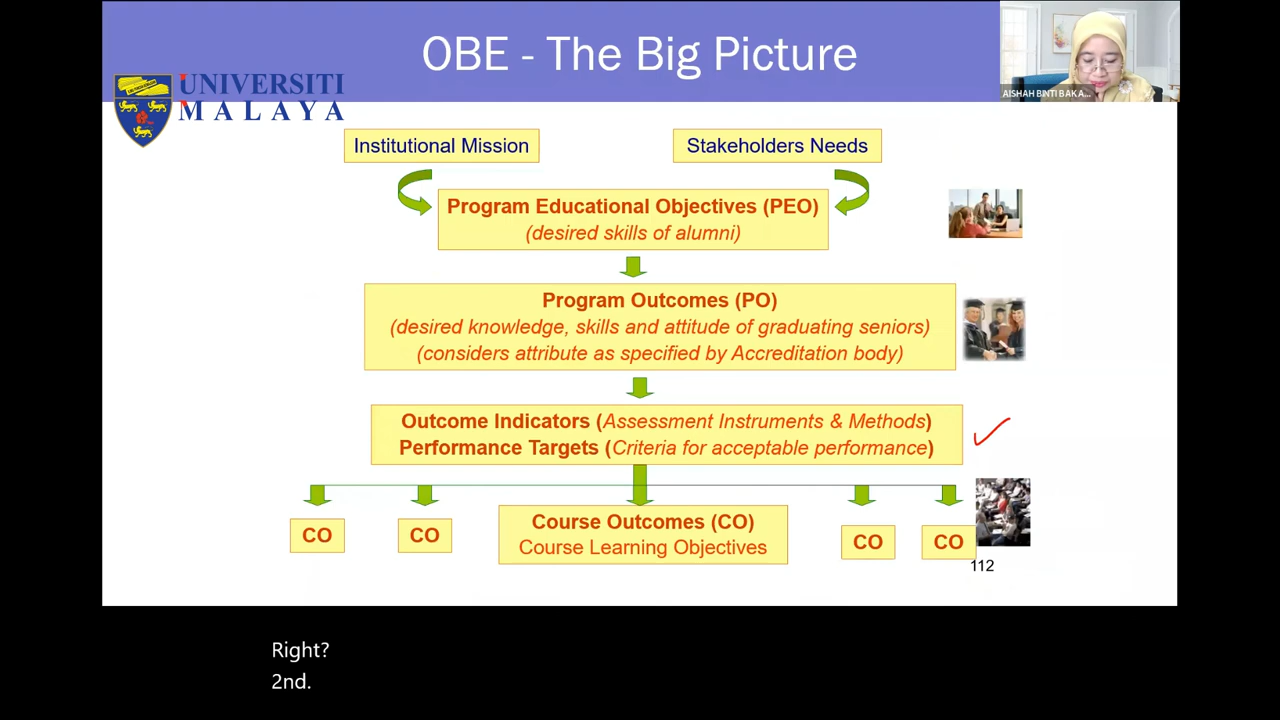 OBE - The Big Picture
AISHAH BINTI BAKA...
UNIVERSITI
MALAYA
Institutional Mission
Stakeholders Needs
Program Educational Objectives (PEO)
(desired skills of alumni)
Program Outcomes (PO)
(desired knowledge, skills and attitude of graduating seniors)
(considers attribute as specified by Accreditation body)
Outcome Indicators (Assessment Instruments & Methods)
Performance Targets (Criteria for acceptable performance)
CO
CO
Course Outcomes (CO)
Course Learning Objectives
CO
CO
112
Right?
2nd.